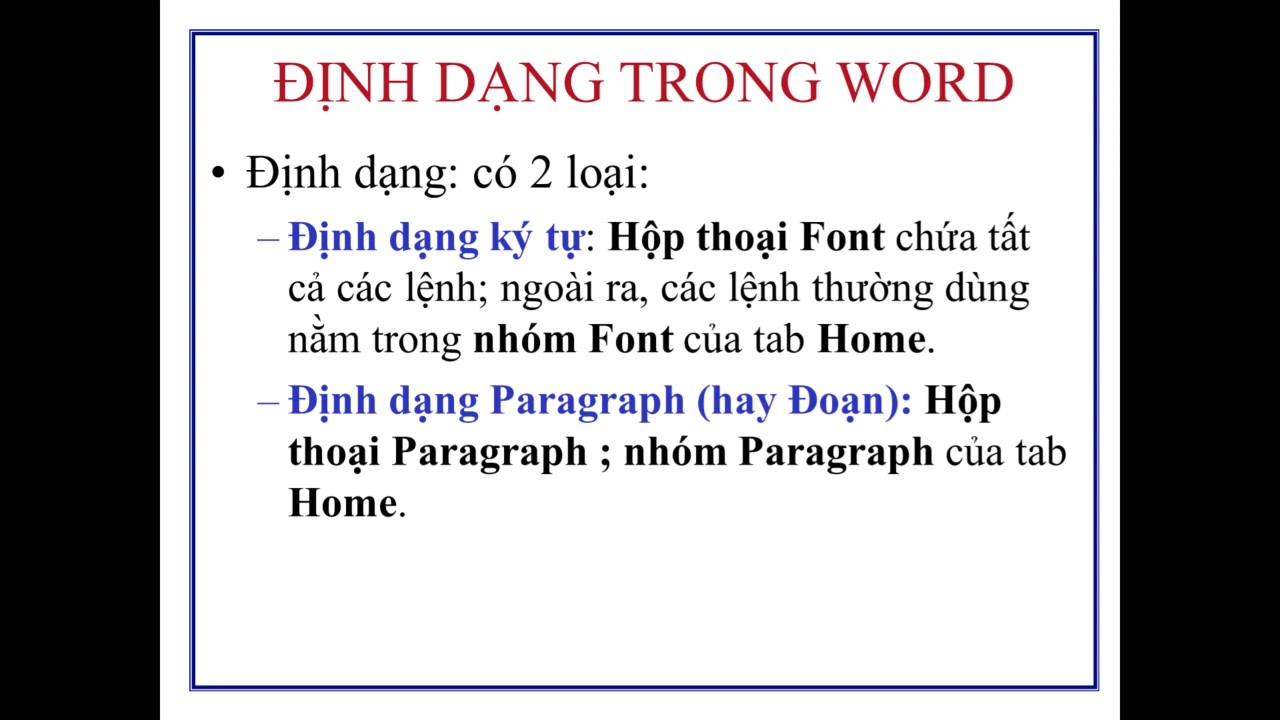 ĐỊNH DẠNG TRONG WORD
• Định dạng: có 2 loại:
– Định dạng ký tự: Hộp thoại Font chứa tất
cả các lệnh; ngoài ra, các lệnh thường dùng
nằm trong nhóm Font của tab Home.
– Định dạng Paragraph (hay Đoạn): Hộp
thoại Paragraph ; nhóm Paragraph của tab
Home.